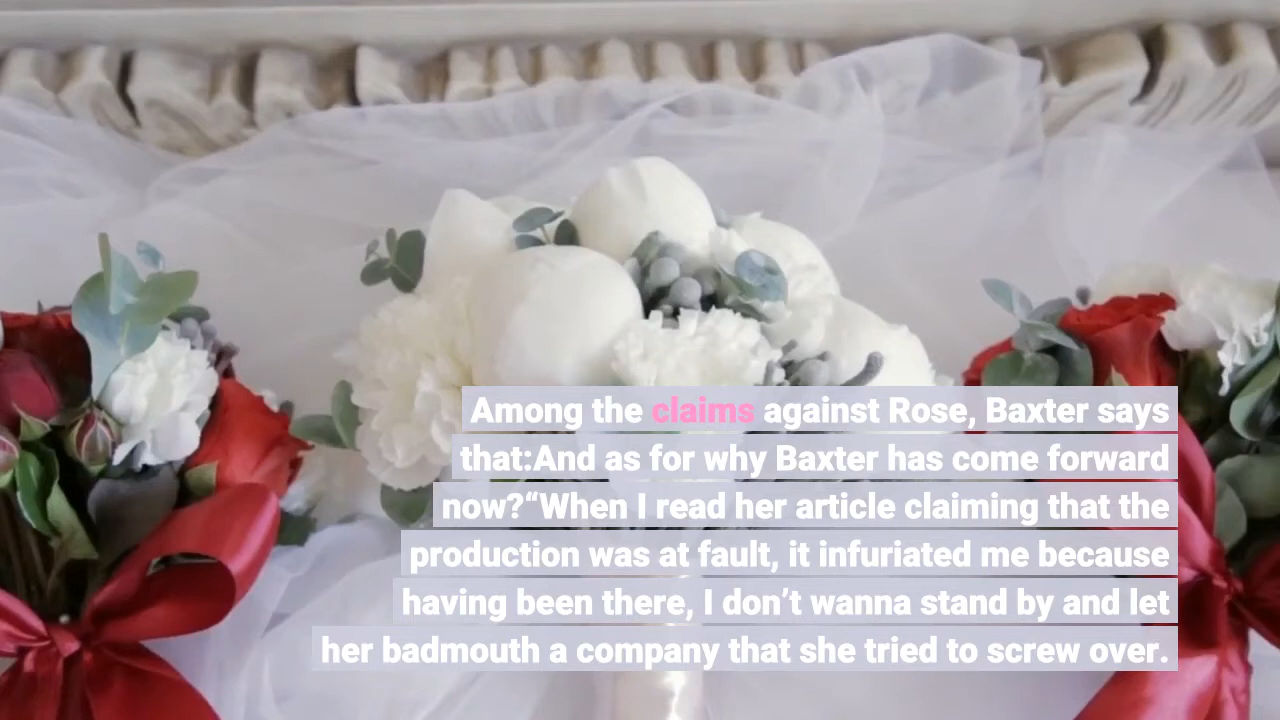 Among the claims against Rose, Baxter says
that:And as for why Baxter has come forward
now?“When I read her article claiming that the
production was at fault, it infuriated me because
having been there, I don’t wanna stand by and let
her badmouth a company that she tried to screw over.